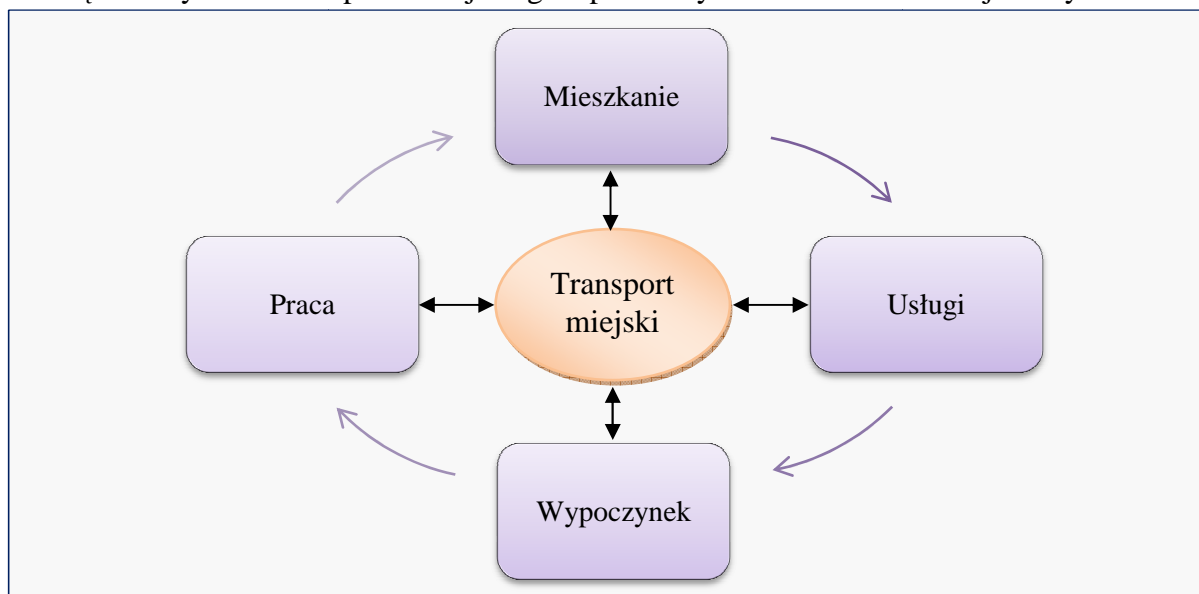 Mieszkanie
Praca
Transport
miejski
Usługi
Wypoczynek